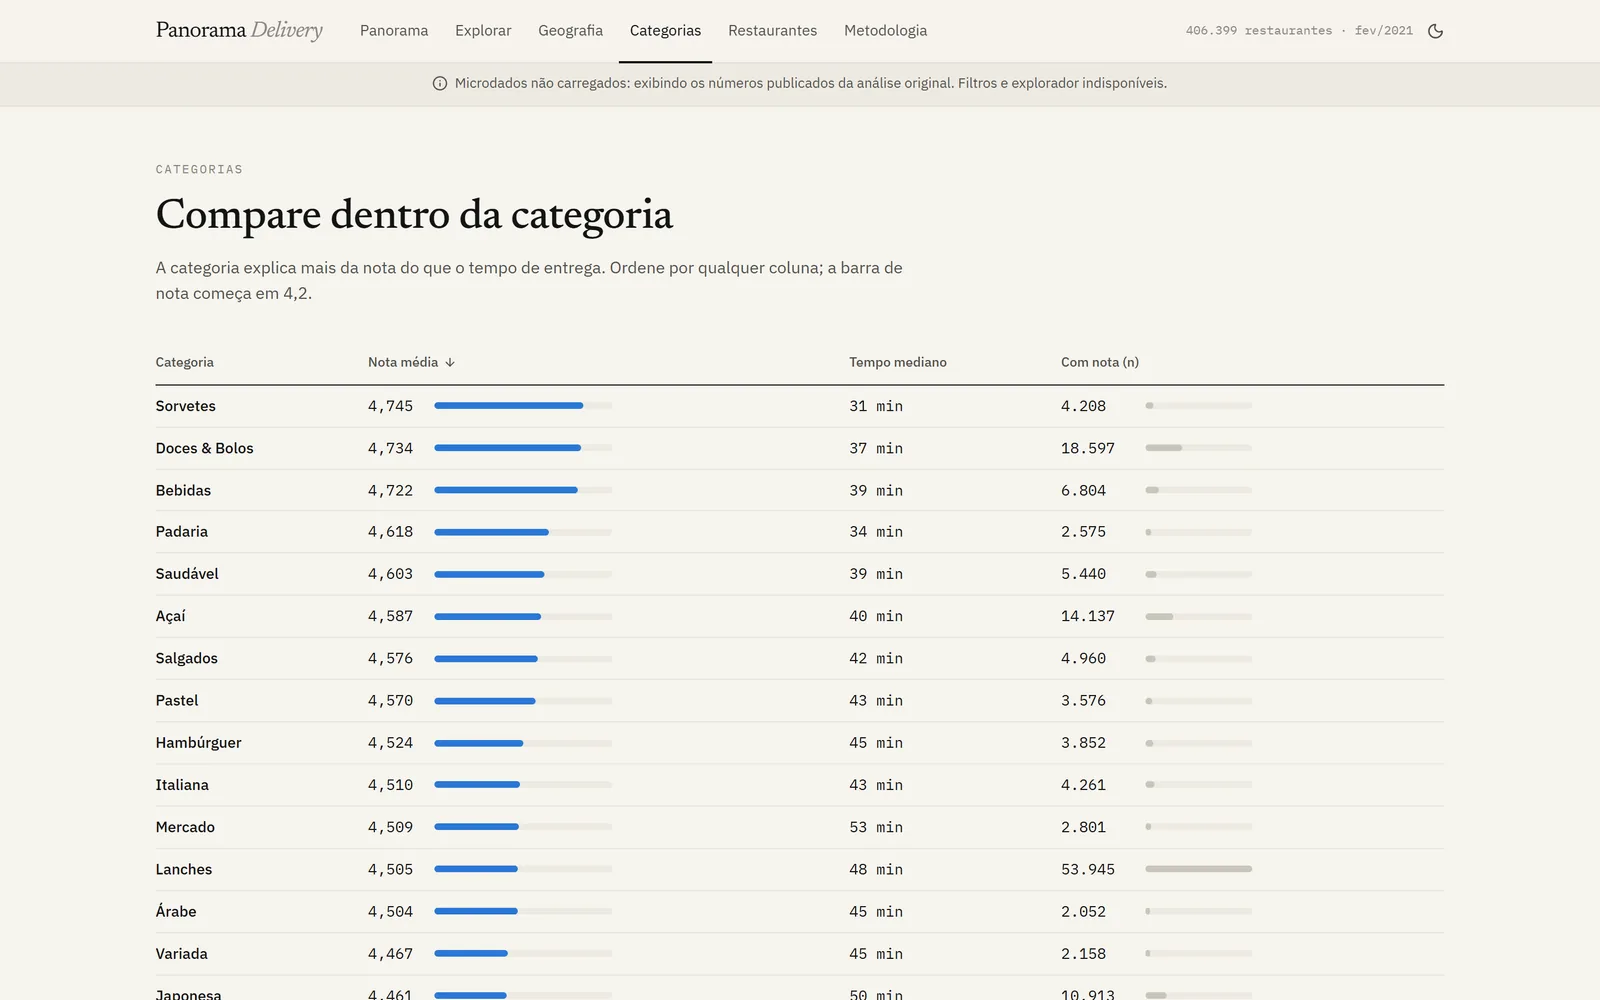 Panorama Delivery Panorama Explorar Geografia Categorias Restaurantes Metodologia 406.399 restaurantes · fev/2021
Microdados não carregados: exibindo os números publicados da análise original. Filtros e explorador indisponíveis.
CATEGORIAS
Compare dentro da categoria
A categoria explica mais da nota do que o tempo de entrega. Ordene por qualquer coluna; a barra de
nota começa em 4,2.
Categoria Nota média ↓ Tempo mediano Com nota (n)
Sorvetes 4,745 31 min 4.208
Doces & Bolos 4,734 37 min 18.597
Bebidas 4,722 39 min 6.804
Padaria 4,618 34 min 2.575
Saudável 4,603 39 min 5.440
Açaí 4,587 40 min 14.137
Salgados 4,576 42 min 4.960
Pastel 4,570 43 min 3.576
Hambúrguer 4,524 45 min 3.852
Italiana 4,510 43 min 4.261
Mercado 4,509 53 min 2.801
Lanches 4,505 48 min 53.945
Árabe 4,504 45 min 2.052
Variada 4,467 45 min 2.158
Japonesa 4,461 50 min 10.913